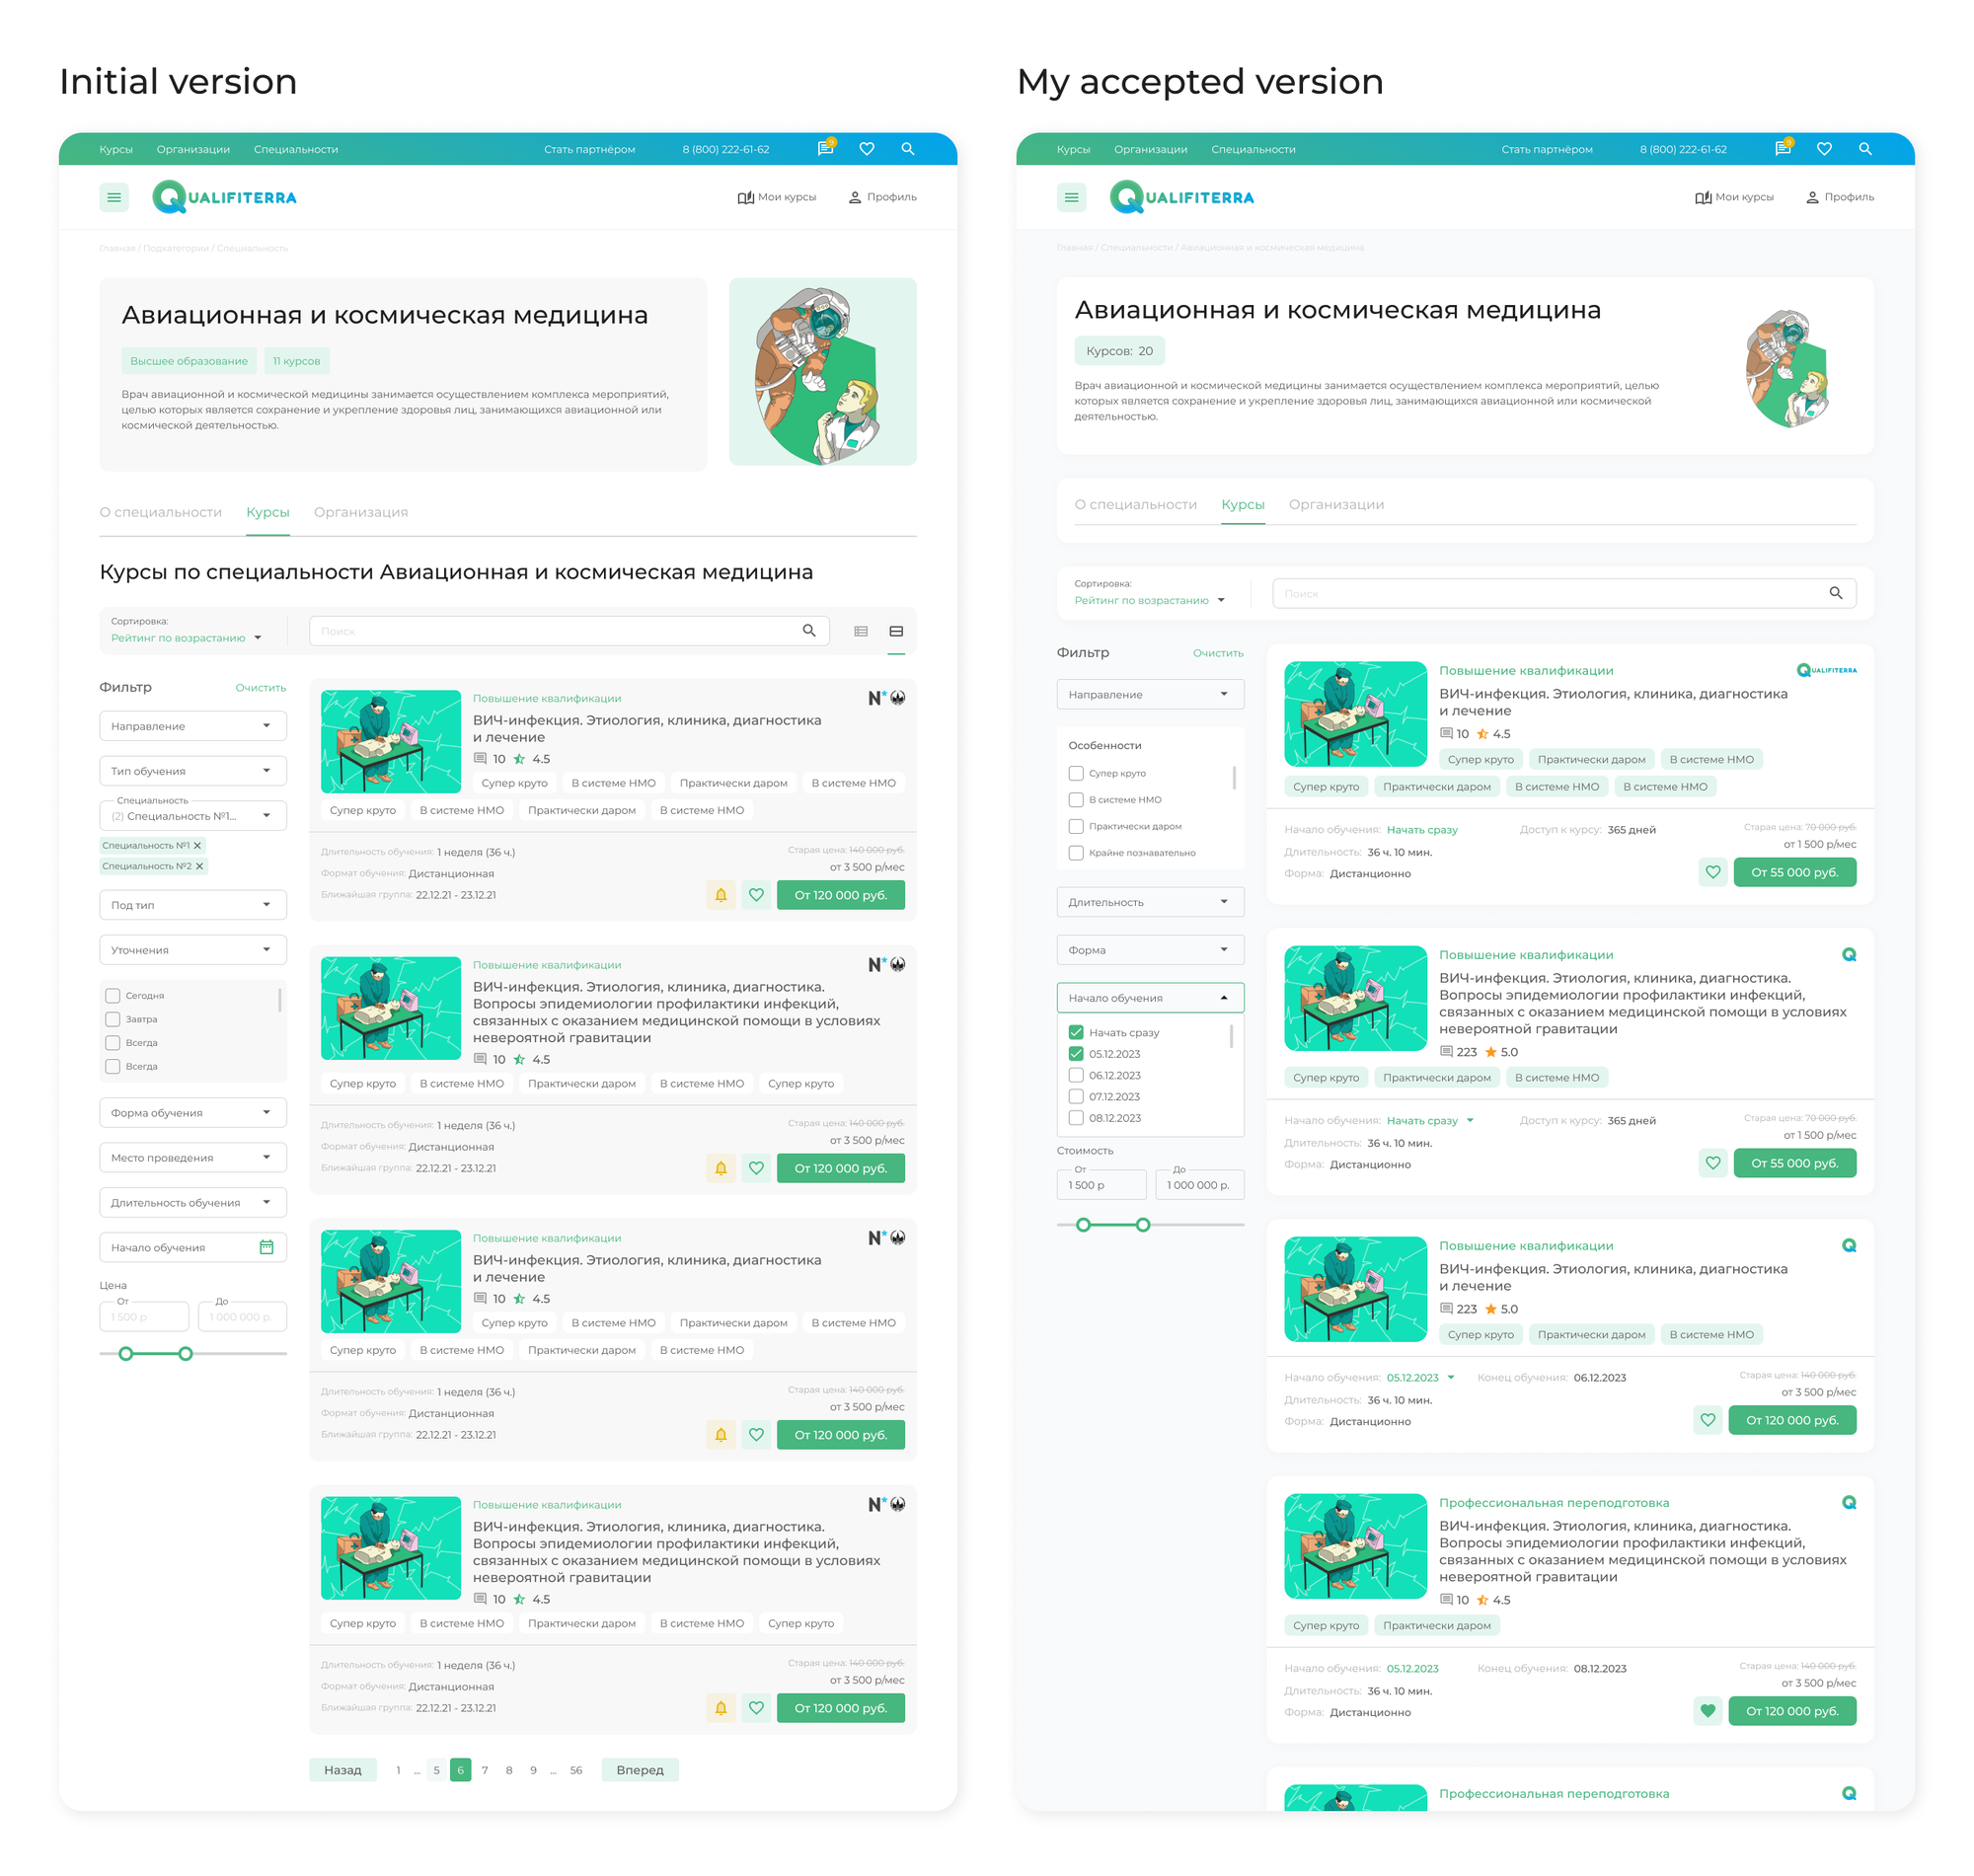 Initial version
Курсы Организации Специальности Стать партнёром 8 (800) 222-61-62 9
QUALIFITERRA Мои курсы Профиль
Главная / Подкатегории / Специальность
Авиационная и космическая медицина
Высшее образование 11 курсов
Врач авиационной и космической медицины занимается осуществлением комплекса мероприятий,
целью которых является сохранение и укрепление здоровья лиц, занимающихся авиационной или
космической деятельностью.
О специальности Курсы Организация
Курсы по специальности Авиационная и космическая медицина
Сортировка:
Рейтинг по возрастанию
Поиск
Фильтр Очистить
Направление
Тип обучения
Специальность
(2) Специальность №1...
Специальность №1
Специальность №2
Под тип
Уточнения
Сегодня
Завтра
Всегда
Всегда
Форма обучения
Место проведения
Длительность обучения
Начало обучения
Цена
От До
1 500 р 1 000 000 р.
Повышение квалификации N*
ВИЧ-инфекция. Этиология, клиника, диагностика
и лечение
10 4.5
Супер круто В системе НМО Практически даром В системе НМО
Супер круто В системе НМО Практически даром В системе НМО
Длительность обучения: 1 неделя (36 ч.) Старая цена: 140 000 руб.
Формат обучения: Дистанционная от 3 500 р/мес
Ближайшая группа: 22.12.21 - 23.12.21 От 120 000 руб.
Повышение квалификации N*
ВИЧ-инфекция. Этиология, клиника, диагностика.
Вопросы эпидемиологии профилактики инфекций,
связанных с оказанием медицинской помощи в условиях
невероятной гравитации
10 4.5
Супер круто В системе НМО Практически даром В системе НМО Супер круто
Длительность обучения: 1 неделя (36 ч.) Старая цена: 140 000 руб.
Формат обучения: Дистанционная от 3 500 р/мес
Ближайшая группа: 22.12.21 - 23.12.21 От 120 000 руб.
Повышение квалификации N*
ВИЧ-инфекция. Этиология, клиника, диагностика
и лечение
10 4.5
Супер круто В системе НМО Практически даром В системе НМО
Супер круто В системе НМО Практически даром В системе НМО
Длительность обучения: 1 неделя (36 ч.) Старая цена: 140 000 руб.
Формат обучения: Дистанционная от 3 500 р/мес
Ближайшая группа: 22.12.21 - 23.12.21 От 120 000 руб.
Повышение квалификации N*
ВИЧ-инфекция. Этиология, клиника, диагностика.
Вопросы эпидемиологии профилактики инфекций,
связанных с оказанием медицинской помощи в условиях
невероятной гравитации
10 4.5
Супер круто В системе НМО Практически даром В системе НМО Супер круто
Длительность обучения: 1 неделя (36 ч.) Старая цена: 140 000 руб.
Формат обучения: Дистанционная от 3 500 р/мес
Ближайшая группа: 22.12.21 - 23.12.21 От 120 000 руб.
Назад 1 ... 5 6 7 8 9 ... 56 Вперед
My accepted version
Курсы Организации Специальности Стать партнёром 8 (800) 222-61-62 9
QUALIFITERRA Мои курсы Профиль
Главная / Специальности / Авиационная и космическая медицина
Авиационная и космическая медицина
Курсов: 20
Врач авиационной и космической медицины занимается осуществлением комплекса мероприятий, целью
которых является сохранение и укрепление здоровья лиц, занимающихся авиационной или космической
деятельностью.
О специальности Курсы Организации
Сортировка:
Рейтинг по возрастанию
Поиск
Фильтр Очистить
Направление
Особенности
Супер круто
В системе НМО
Практически даром
Крайне познавательно
Длительность
Форма
Начало обучения
Начать сразу
05.12.2023
06.12.2023
07.12.2023
08.12.2023
Стоимость
От До
1 500 р 1 000 000 р.
Повышение квалификации QUALIFITERRA
ВИЧ-инфекция. Этиология, клиника, диагностика
и лечение
10 4.5
Супер круто Практически даром В системе НМО
Супер круто Практически даром В системе НМО В системе НМО
Начало обучения: Начать сразу Доступ к курсу: 365 дней Старая цена: 70 000 руб.
Длительность: 36 ч. 10 мин. от 1 500 р/мес
Форма: Дистанционно От 55 000 руб.
Повышение квалификации Q
ВИЧ-инфекция. Этиология, клиника, диагностика.
Вопросы эпидемиологии профилактики инфекций,
связанных с оказанием медицинской помощи в условиях
невероятной гравитации
223 5.0
Супер круто Практически даром В системе НМО
Начало обучения: Начать сразу Доступ к курсу: 365 дней Старая цена: 70 000 руб.
Длительность: 36 ч. 10 мин. от 1 500 р/мес
Форма: Дистанционно От 55 000 руб.
Повышение квалификации Q
ВИЧ-инфекция. Этиология, клиника, диагностика
и лечение
223 5.0
Супер круто Практически даром В системе НМО
Начало обучения: 05.12.2023 Конец обучения: 06.12.2023 Старая цена: 140 000 руб.
Длительность: 36 ч. 10 мин. от 3 500 р/мес
Форма: Дистанционно От 120 000 руб.
Профессиональная переподготовка Q
ВИЧ-инфекция. Этиология, клиника, диагностика.
Вопросы эпидемиологии профилактики инфекций,
связанных с оказанием медицинской помощи в условиях
невероятной гравитации
10 4.5
Супер круто Практически даром
Начало обучения: 05.12.2023 Конец обучения: 08.12.2023 Старая цена: 140 000 руб.
Длительность: 36 ч. 10 мин. от 3 500 р/мес
Форма: Дистанционно От 120 000 руб.
Профессиональная переподготовка Q